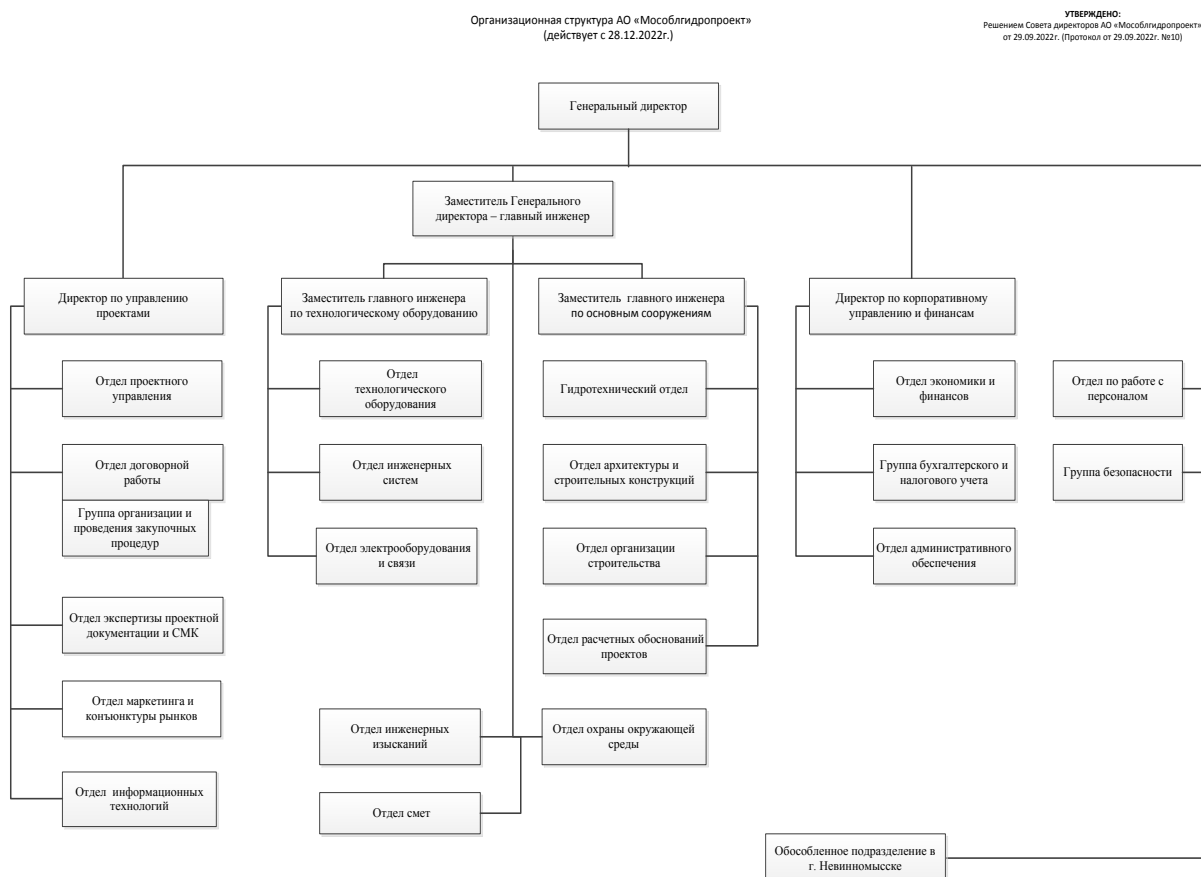 Организационная структура АО «Мособлгидропроект»
(действует с 28.12.2022г.)
УТВЕРЖДЕНО:
Решением Совета директоров АО «Мособлгидропроект»
от 29.09.2022г. (Протокол от 29.09.2022г. №10)
Генеральный директор
Заместитель Генерального
директора – главный инженер
Директор по управлению
проектами
Заместитель главного инженера
по технологическому оборудованию
Заместитель главного инженера
по основным сооружениям
Директор по корпоративному
управлению и финансам
Отдел проектного
управления
Отдел
технологического
оборудования
Гидротехнический отдел
Отдел экономики и
финансов
Отдел по работе с
персоналом
Отдел договорной
работы
Группа организации и
проведения закупочных
процедур
Отдел инженерных
систем
Отдел архитектуры и
строительных конструкций
Группа бухгалтерского и
налогового учета
Группа безопасности
Отдел электрооборудования
и связи
Отдел организации
строительства
Отдел административного
обеспечения
Отдел экспертизы проектной
документации и СМК
Отдел расчетных обоснований
проектов
Отдел маркетинга и
конъюнктуры рынков
Отдел инженерных
изысканий
Отдел охраны окружающей
среды
Отдел информационных
технологий
Отдел смет
Обособленное подразделение в
г. Невинномысске